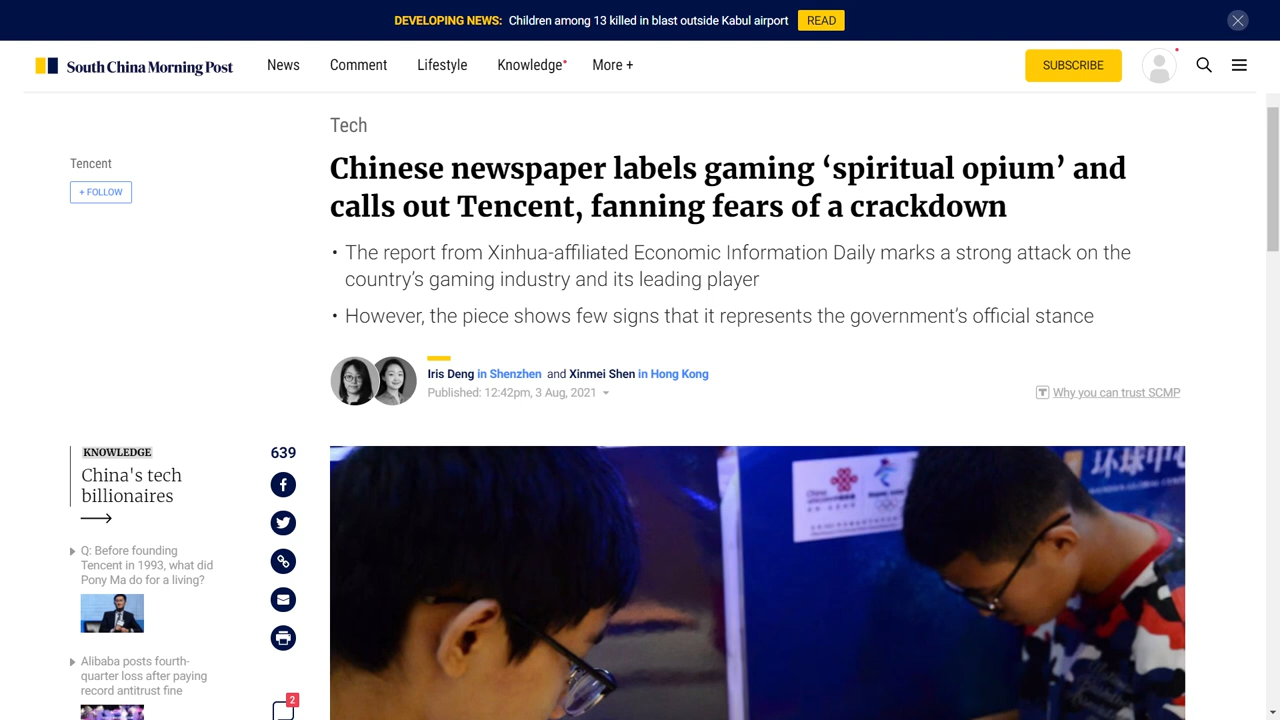 DEVELOPING NEWS: Children among 13 killed in blast outside Kabul airport READ
South China Morning Post
News Comment Lifestyle Knowledge More +
SUBSCRIBE
Tech
Tencent
+ FOLLOW
Chinese newspaper labels gaming ‘spiritual opium’ and
calls out Tencent, fanning fears of a crackdown
• The report from Xinhua-affiliated Economic Information Daily marks a strong attack on the
country’s gaming industry and its leading player
• However, the piece shows few signs that it represents the government’s official stance
Iris Deng in Shenzhen and Xinmei Shen in Hong Kong
Published: 12:42pm, 3 Aug, 2021
Why you can trust SCMP
KNOWLEDGE
China's tech
billionaires
Q: Before founding
Tencent in 1993, what did
Pony Ma do for a living?
Alibaba posts fourth-
quarter loss after paying
record antitrust fine
639
2
China
环球中